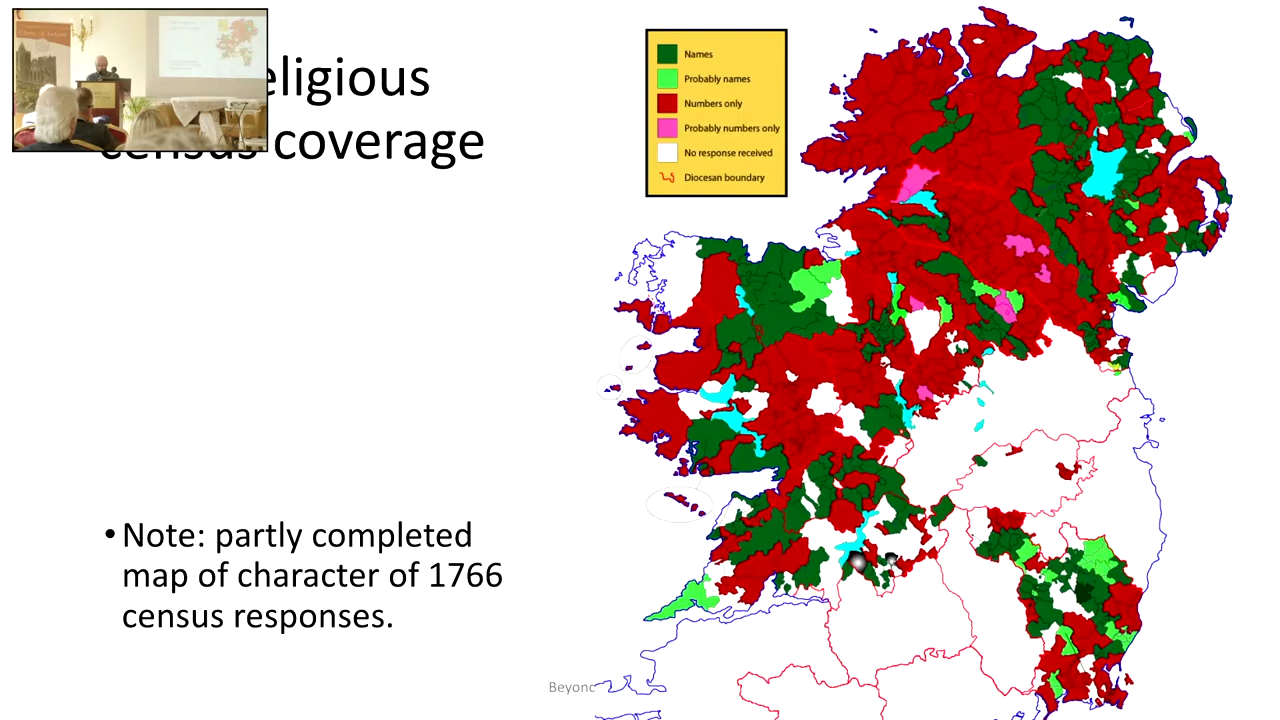 eligious
census coverage
Names
Probably names
Numbers only
Probably numbers only
No response received
Diocesan boundary
• Note: partly completed
map of character of 1766
census responses.
Beyonc